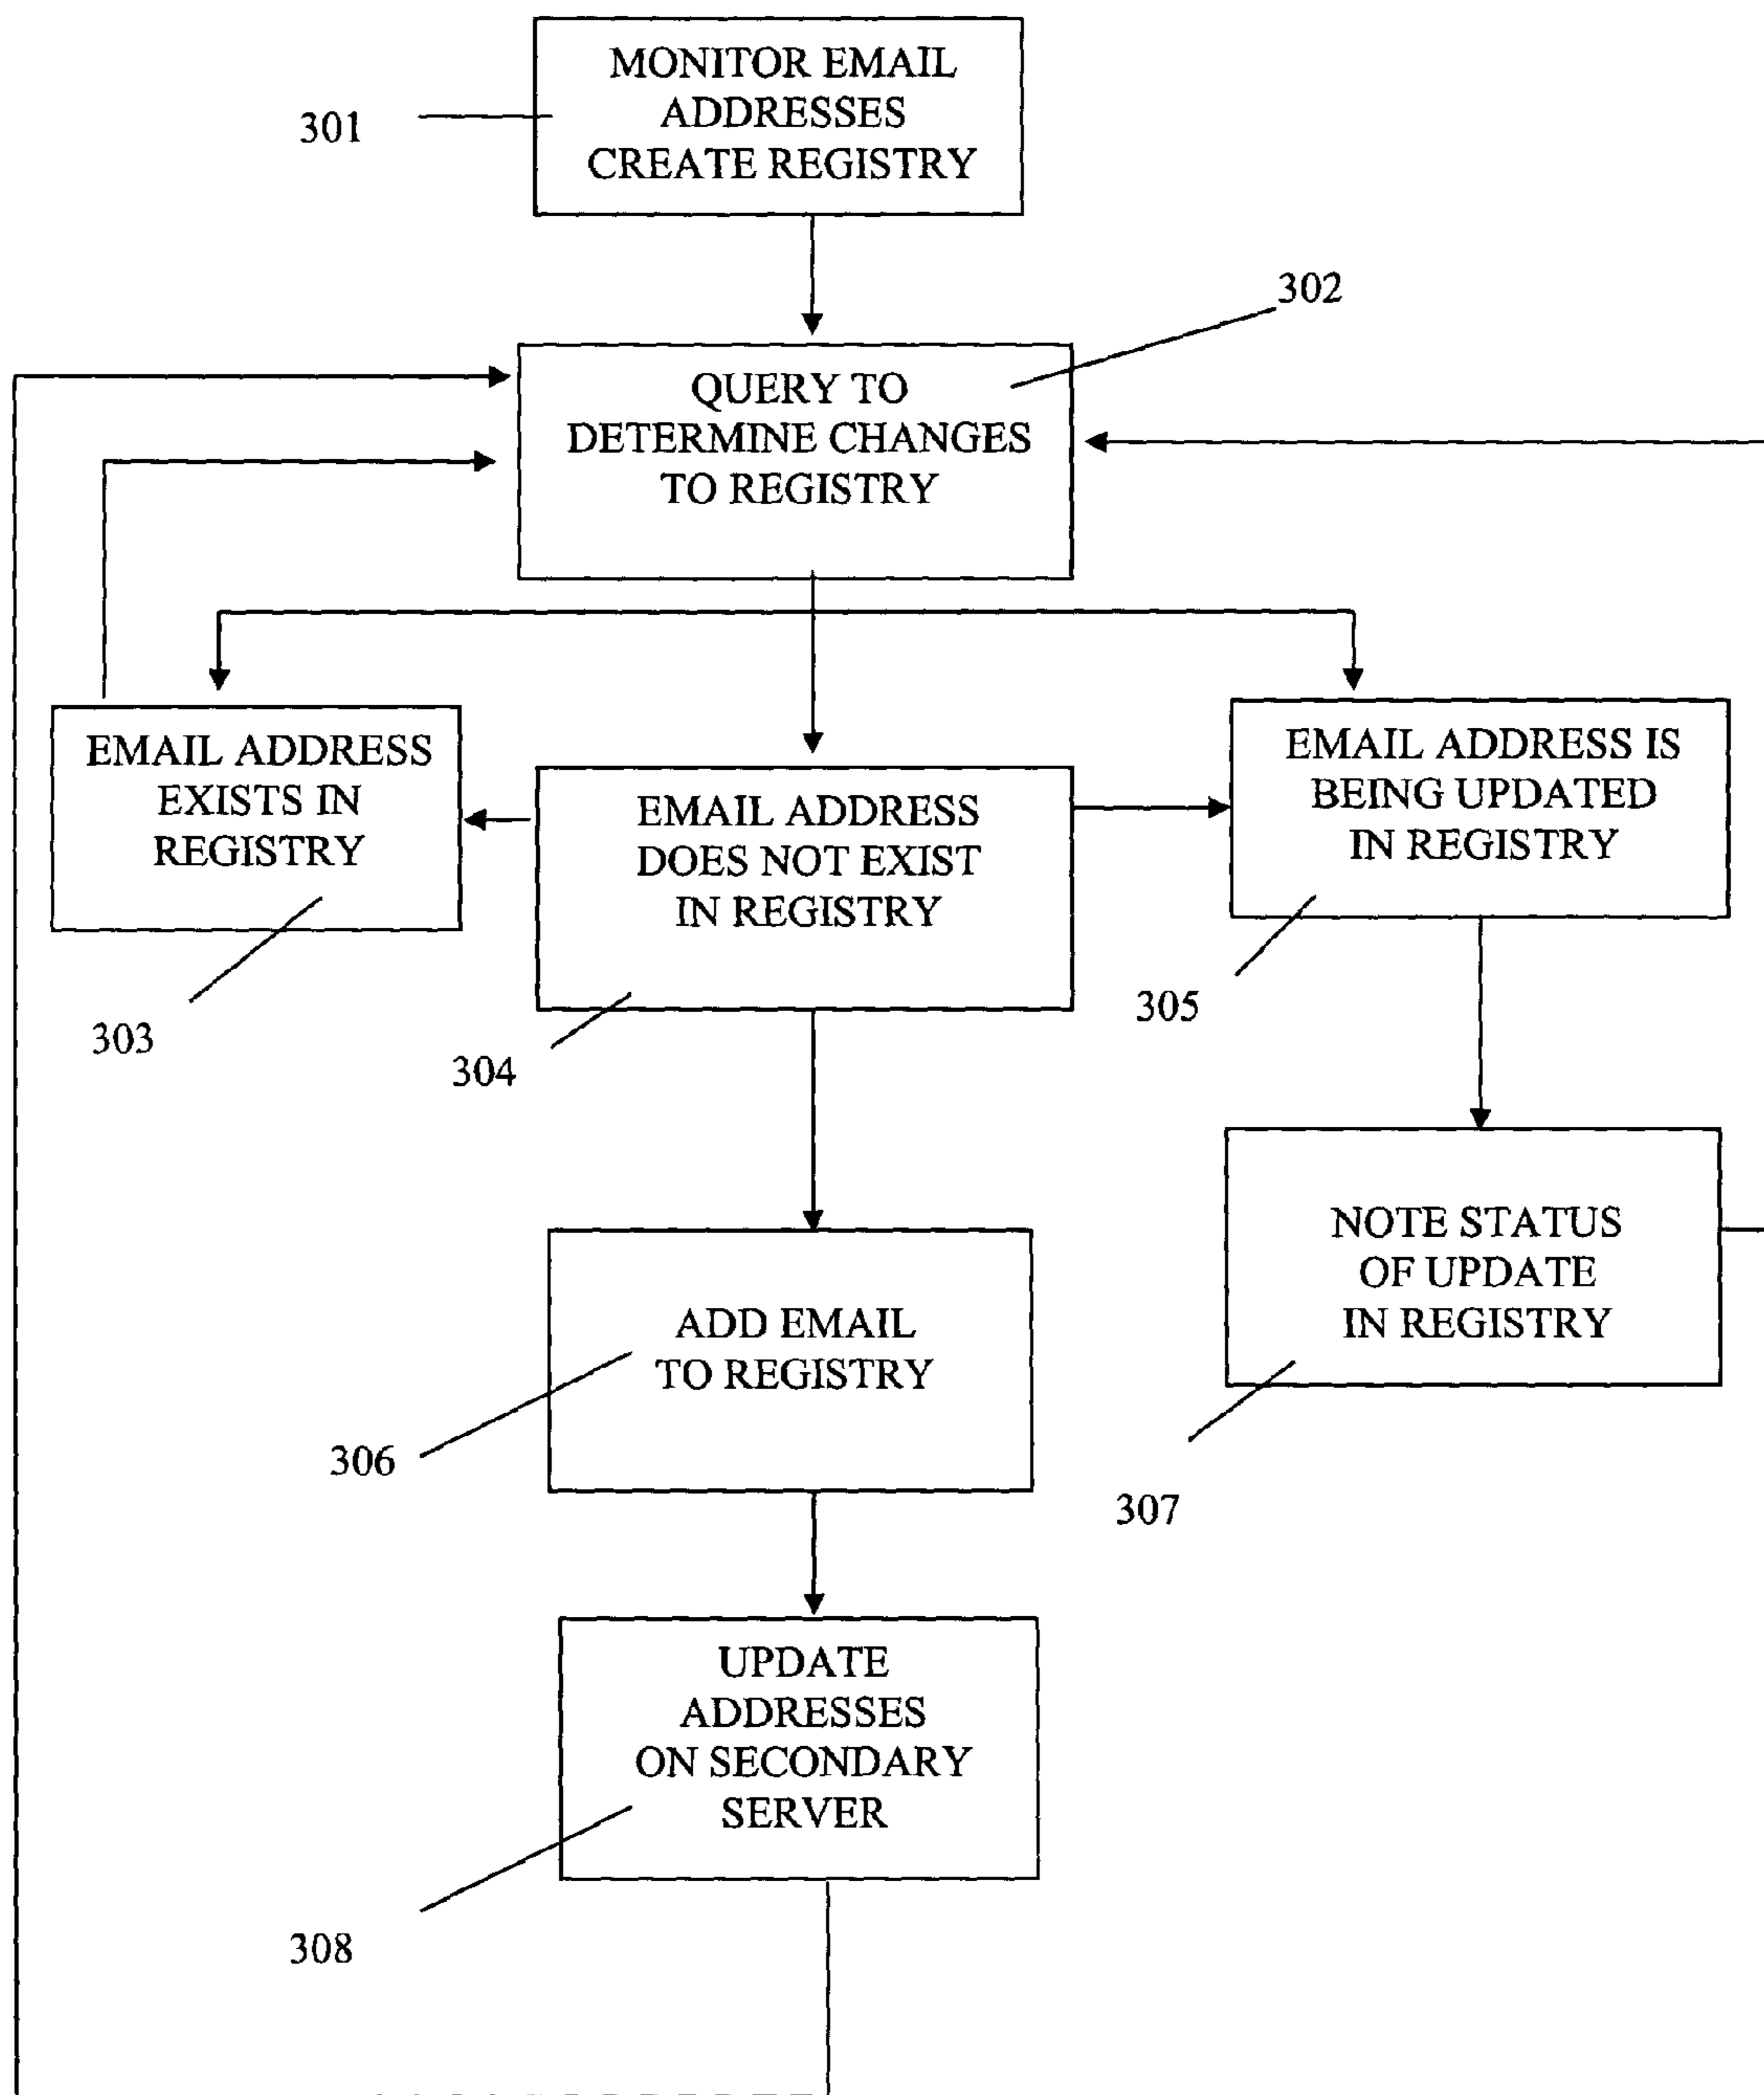 MONITOR EMAIL
ADDRESSES
CREATE REGISTRY
301
302
QUERY TO
DETERMINE CHANGES
TO REGISTRY
EMAIL ADDRESS
EXISTS IN
REGISTRY
303
EMAIL ADDRESS
DOES NOT EXIST
IN REGISTRY
304
EMAIL ADDRESS IS
BEING UPDATED
IN REGISTRY
305
ADD EMAIL
TO REGISTRY
306
NOTE STATUS
OF UPDATE
IN REGISTRY
307
UPDATE
ADDRESSES
ON SECONDARY
SERVER
308